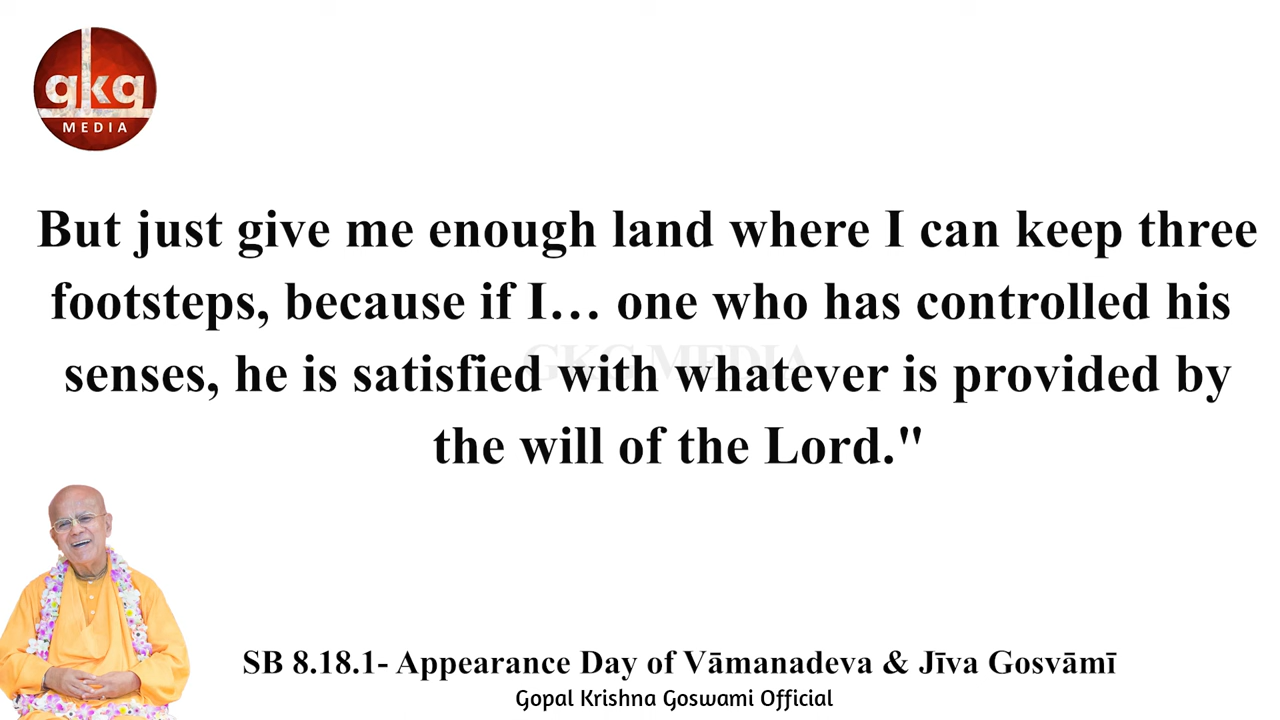 gkg
MEDIA
But just give me enough land where I can keep three
footsteps, because if I… one who has controlled his
GKG MEDIA
senses, he is satisfied with whatever is provided by
the will of the Lord."
SB 8.18.1- Appearance Day of Vāmanadeva & Jīva Gosvāmī
Gopal Krishna Goswami Official